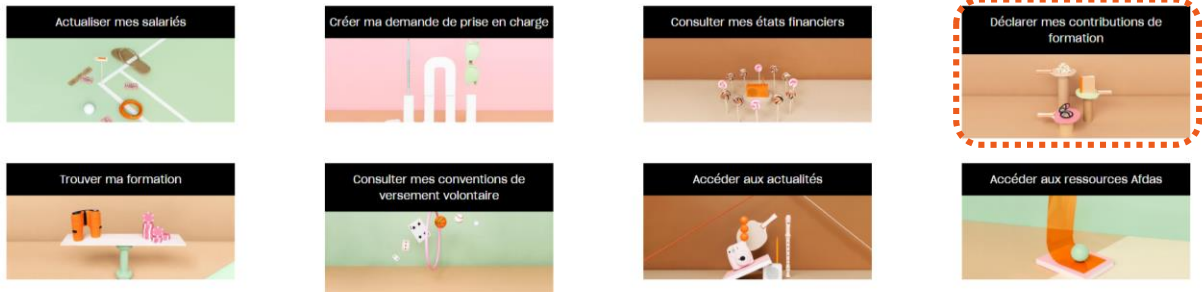 Actualiser mes salariés
Créer ma demande de prise en charge
Consulter mes états financiers
Déclarer mes contributions de
formation
Trouver ma formation
Consulter mes conventions de
versement volontaire
Accéder aux actualités
Accéder aux ressources Afdas